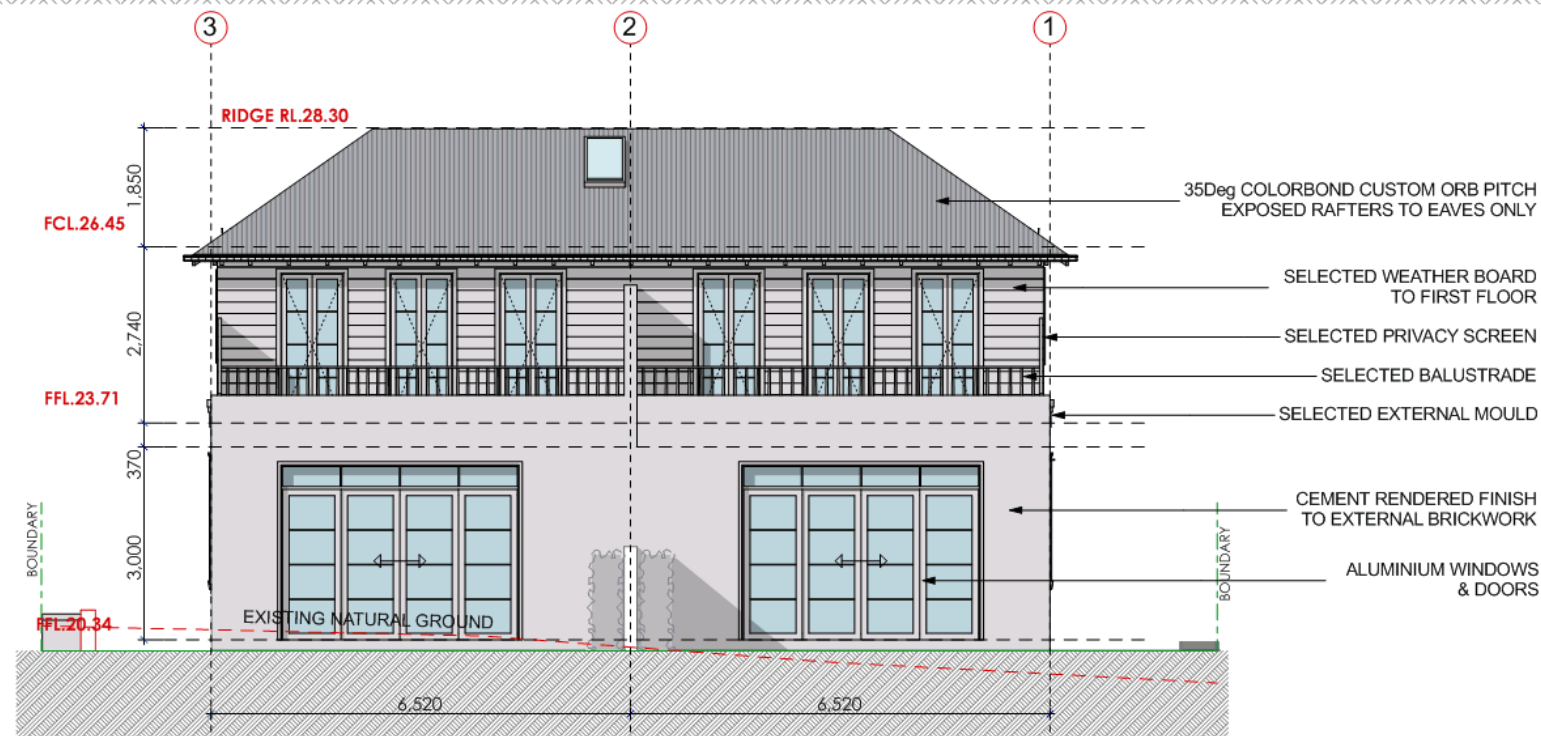 3
2
1
RIDGE RL.28.30
1,850
35Deg COLORBOND CUSTOM ORB PITCH
EXPOSED RAFTERS TO EAVES ONLY
FCL.26.45
SELECTED WEATHER BOARD
TO FIRST FLOOR
2,740
SELECTED PRIVACY SCREEN
SELECTED BALUSTRADE
FFL.23.71
SELECTED EXTERNAL MOULD
370
CEMENT RENDERED FINISH
TO EXTERNAL BRICKWORK
BOUNDARY
3,000
BOUNDARY
ALUMINIUM WINDOWS
& DOORS
FFL.20.34
EXISTING NATURAL GROUND
6,520
6,520